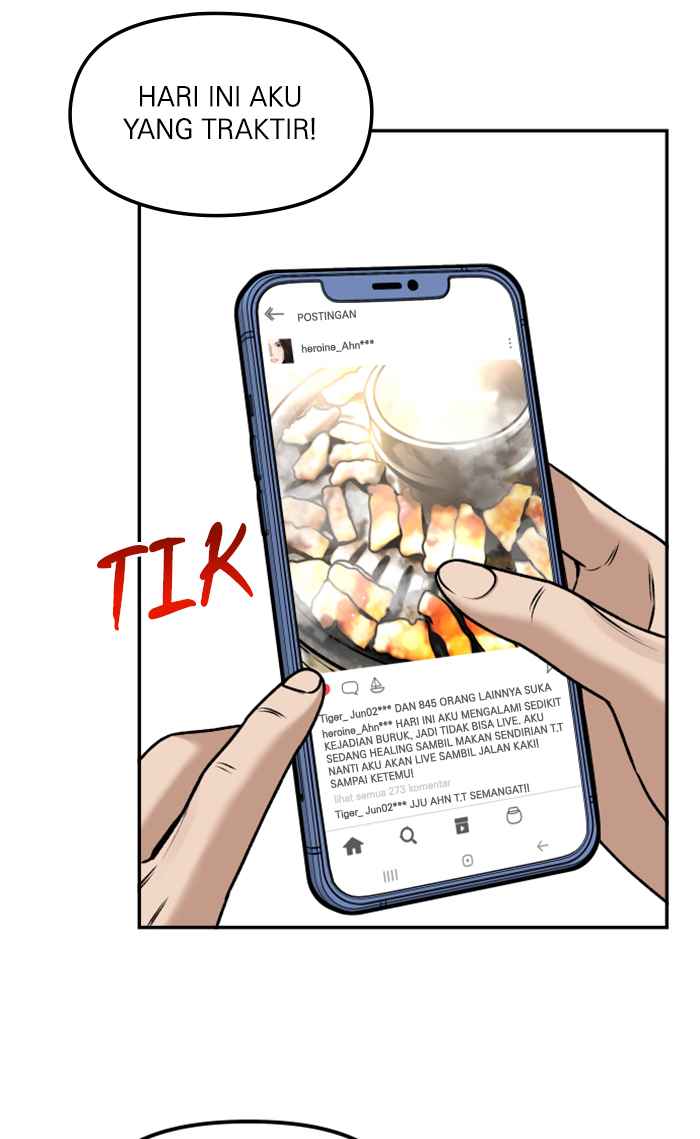 HARI INI AKU
YANG TRAKTIR!
POSTINGAN
heroine_Ahn***
TIK
Tiger_Jun02*** DAN 845 ORANG LAINNYA SUKA
heroine_Ahn*** HARI INI AKU MENGALAMI SEDIKIT
KEJADIAN BURUK, JADI TIDAK BISA LIVE. AKU
SEDANG HEALING SAMBIL MAKAN SENDIRIAN T.T
NANTI AKU AKAN LIVE SAMBIL JALAN KAKI!
SAMPAI KETEMU!
lihat semua 273 komentar
Tiger_Jun02*** JJU AHN T.T SEMANGAT!!